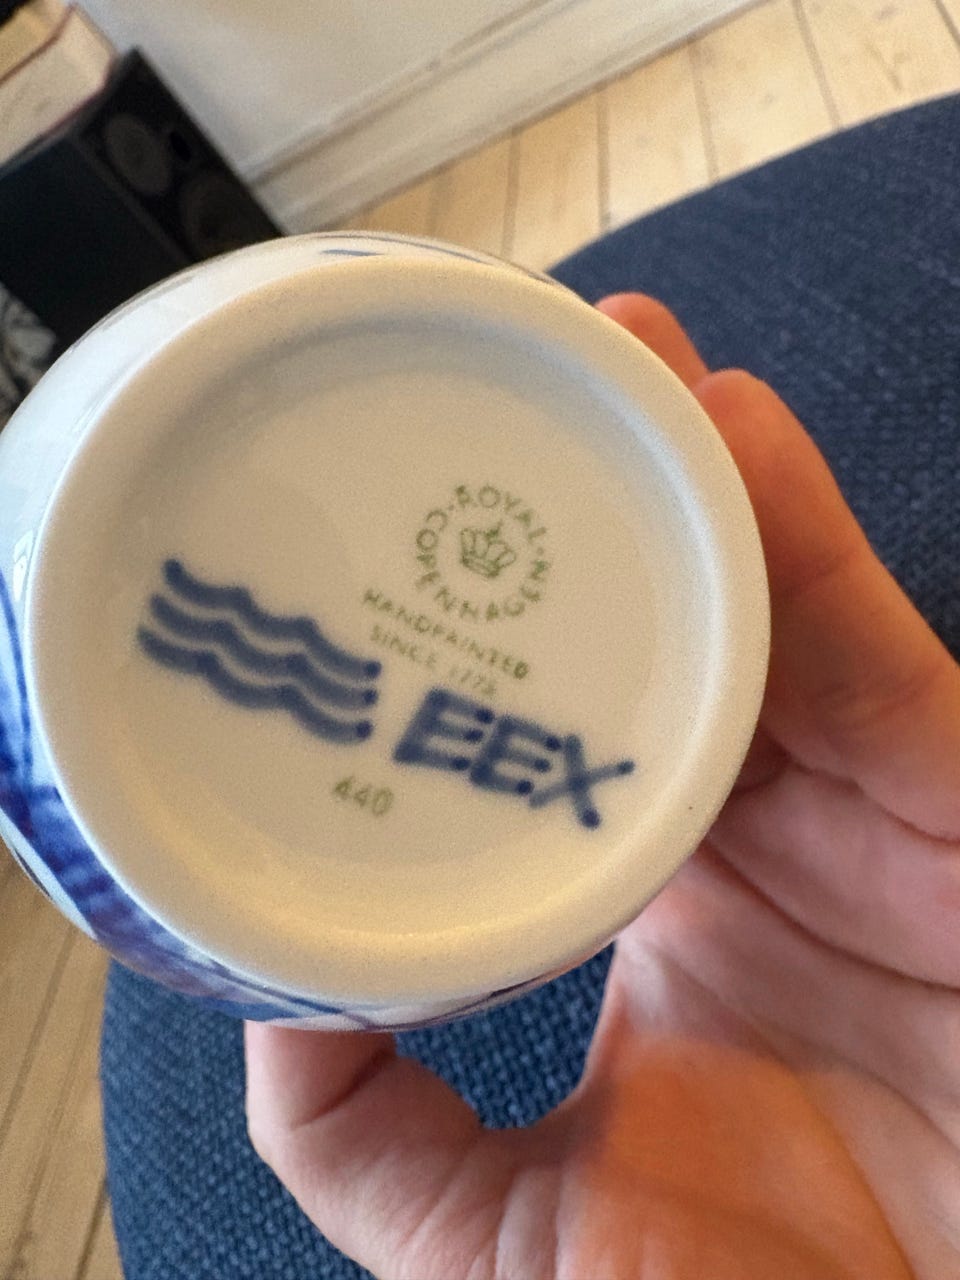 ROYAL
COPENHAGEN
HANDPAINTED
SINCE 1775
EEX
440